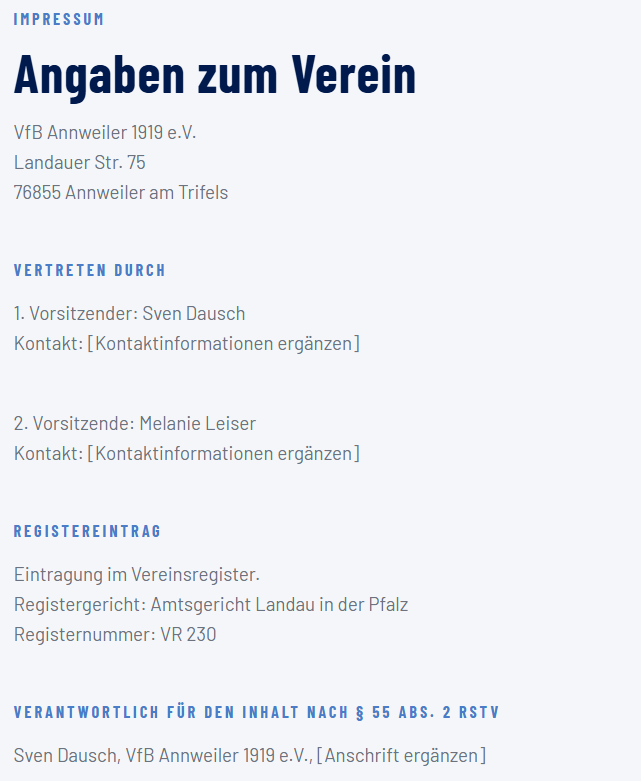 IMPRESSUM
Angaben zum Verein
VfB Annweiler 1919 e.V.
Landauer Str. 75
76855 Annweiler am Trifels
VERTRETEN DURCH
1. Vorsitzender: Sven Dausch
Kontakt: [Kontaktinformationen ergänzen]
2. Vorsitzende: Melanie Leiser
Kontakt: [Kontaktinformationen ergänzen]
REGISTEREINTRAG
Eintragung im Vereinsregister.
Registergericht: Amtsgericht Landau in der Pfalz
Registernummer: VR 230
VERANTWORTLICH FÜR DEN INHALT NACH § 55 ABS. 2 RSTV
Sven Dausch, VfB Annweiler 1919 e.V., [Anschrift ergänzen]